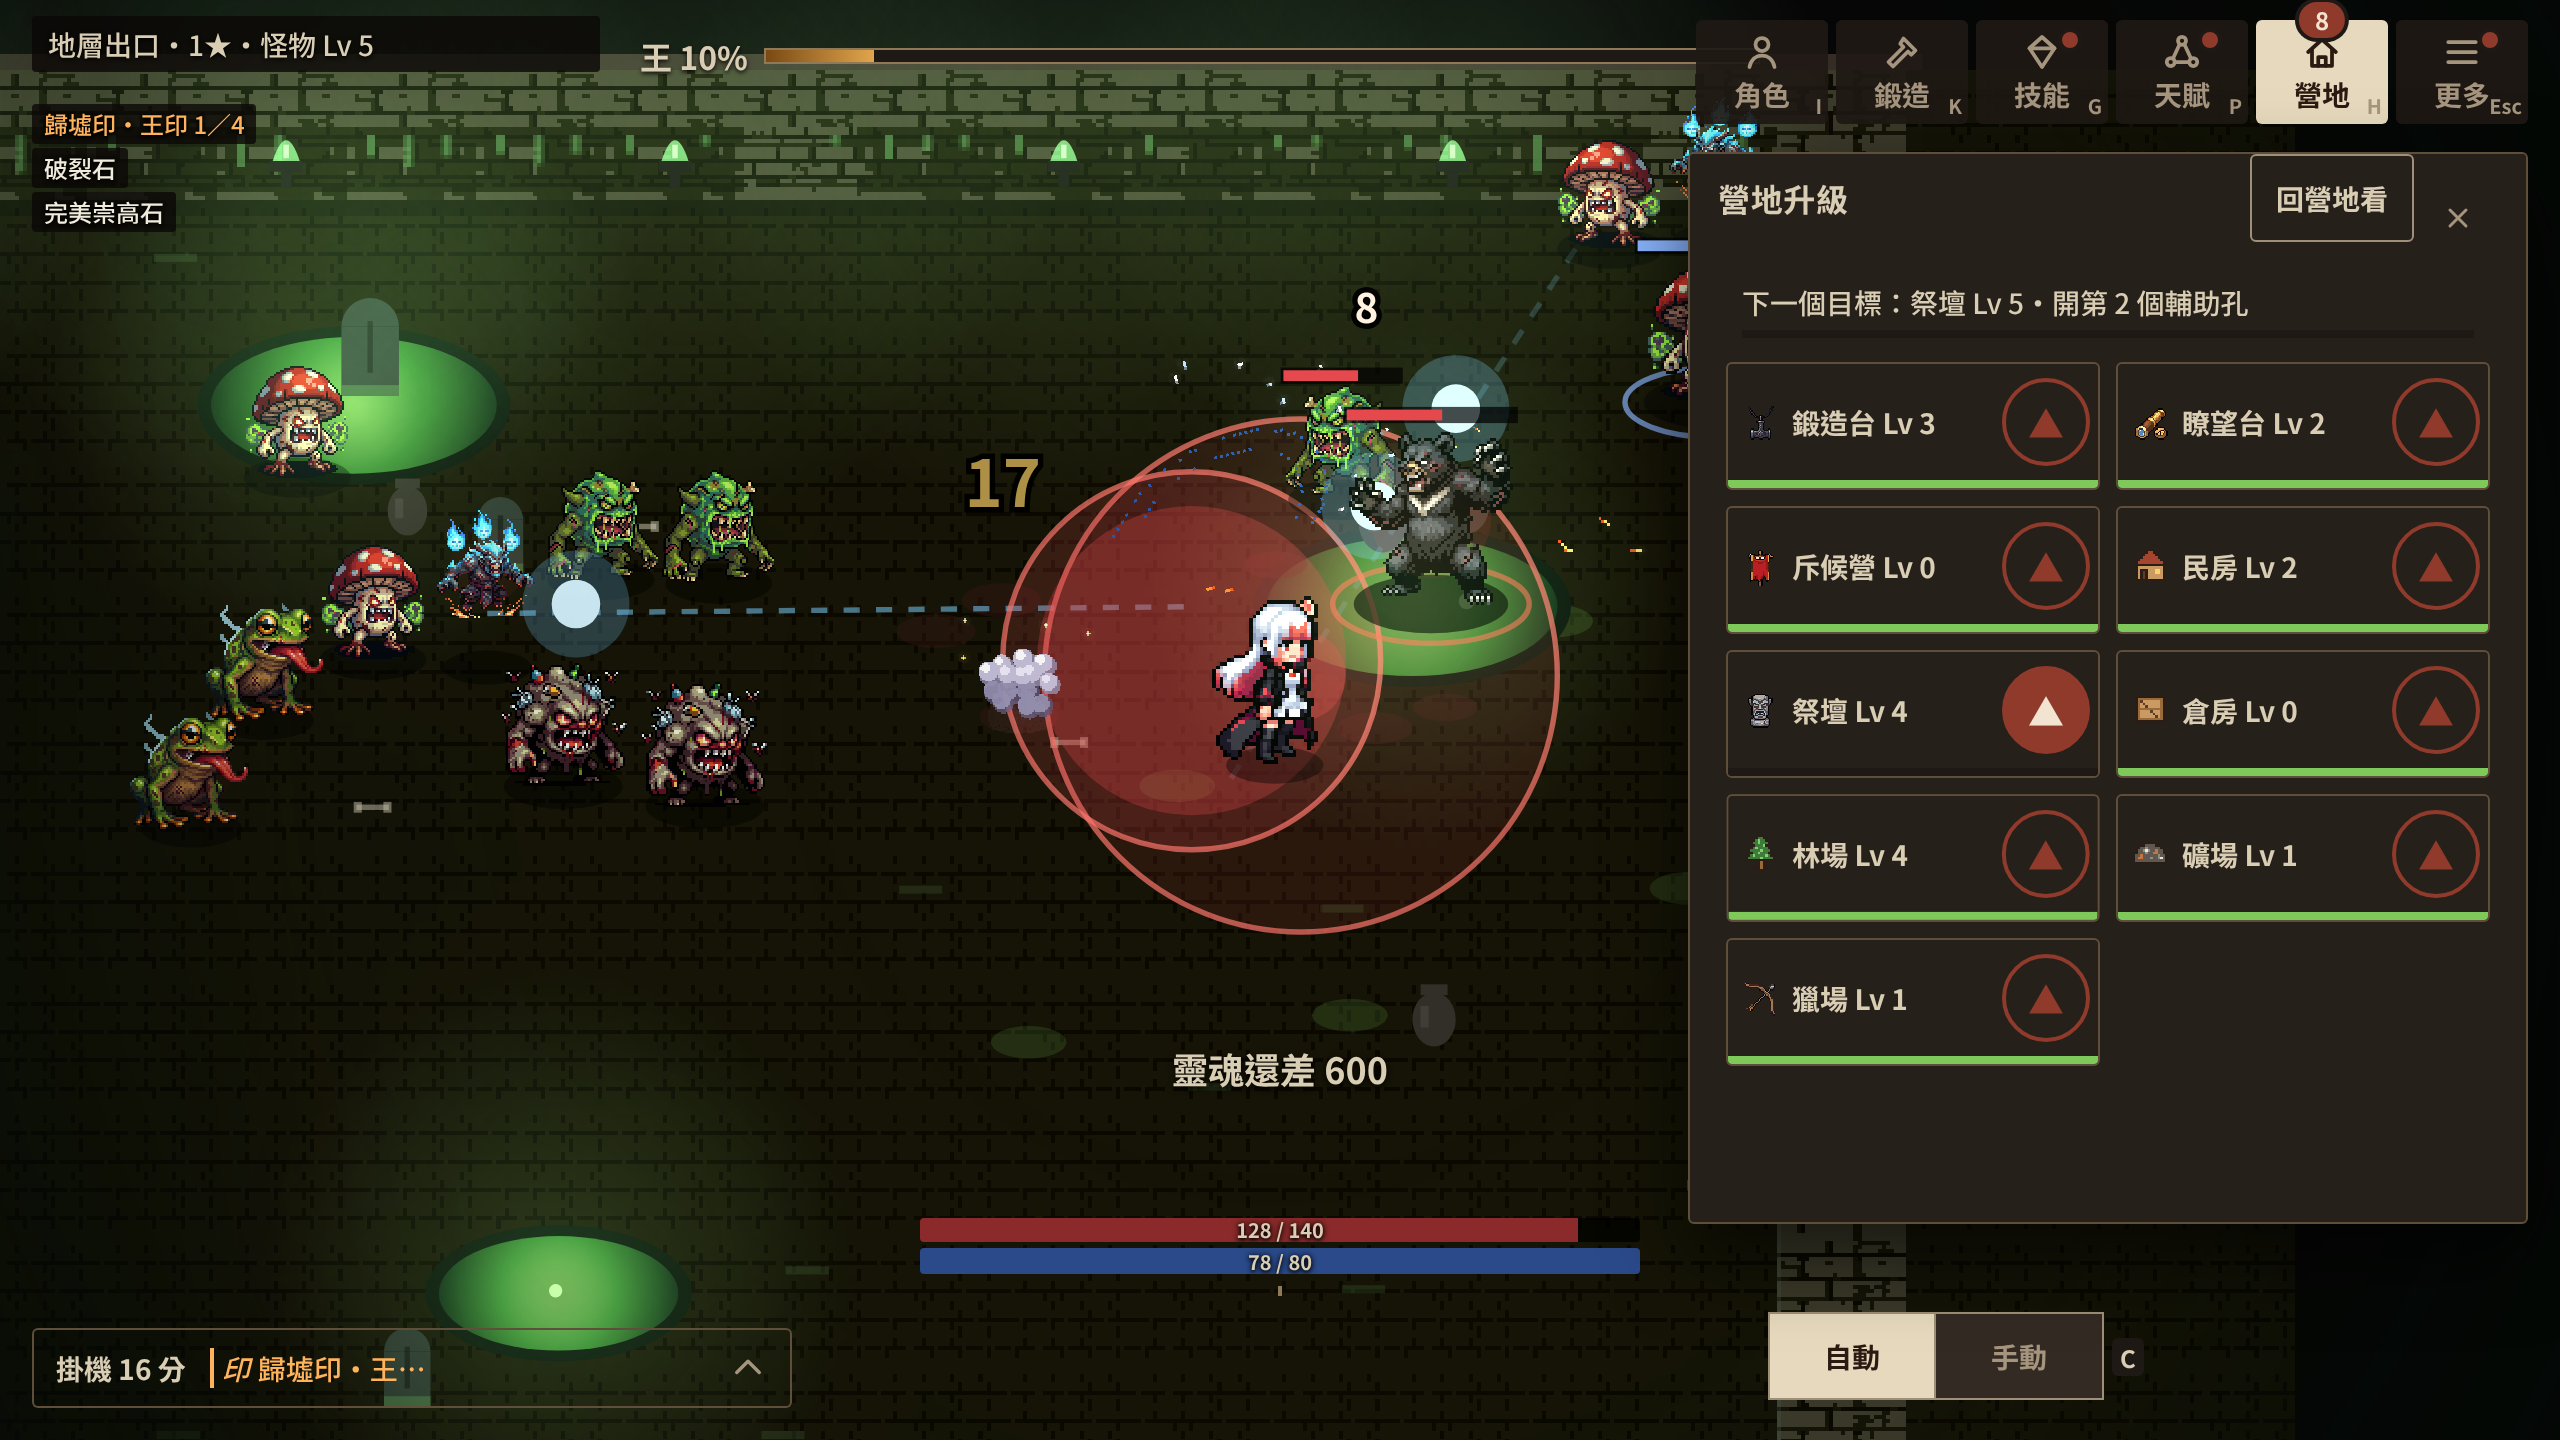 地層出口・1★・怪物 Lv 5
王 10%
歸墟印・王印 1／4
破裂石
完美崇高石
角色 I
鍛造 K
技能 G
天賦 P
8
營地 H
更多 Esc
營地升級
回營地看
×
下一個目標：祭壇 Lv 5・開第 2 個輔助孔
鍛造台 Lv 3
瞭望台 Lv 2
斥候營 Lv 0
民房 Lv 2
祭壇 Lv 4
倉房 Lv 0
林場 Lv 4
礦場 Lv 1
獵場 Lv 1
8
17
靈魂還差 600
128 / 140
78 / 80
掛機 16 分
印 歸墟印・王…
自動
手動
C